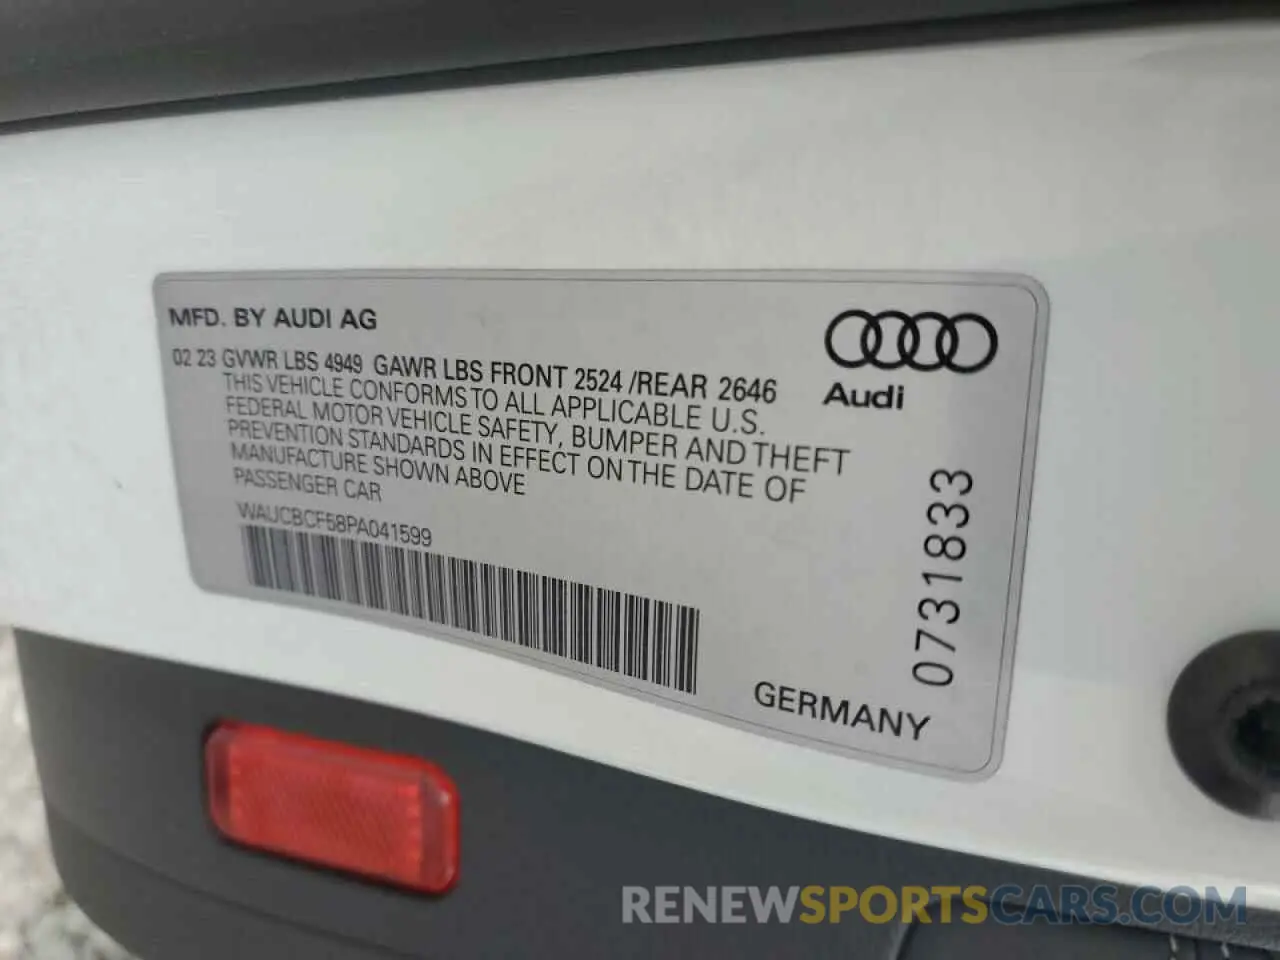 MFD. BY AUDI AG
02 23 GVWR LBS 4949 GAWR LBS FRONT 2524 /REAR 2646
THIS VEHICLE CONFORMS TO ALL APPLICABLE U.S.
FEDERAL MOTOR VEHICLE SAFETY, BUMPER AND THEFT
PREVENTION STANDARDS IN EFFECT ON THE DATE OF
MANUFACTURE SHOWN ABOVE
PASSENGER CAR
WAUCBCF58PA041599
Audi
0731833
GERMANY
RENEWSPORTSCARS.COM